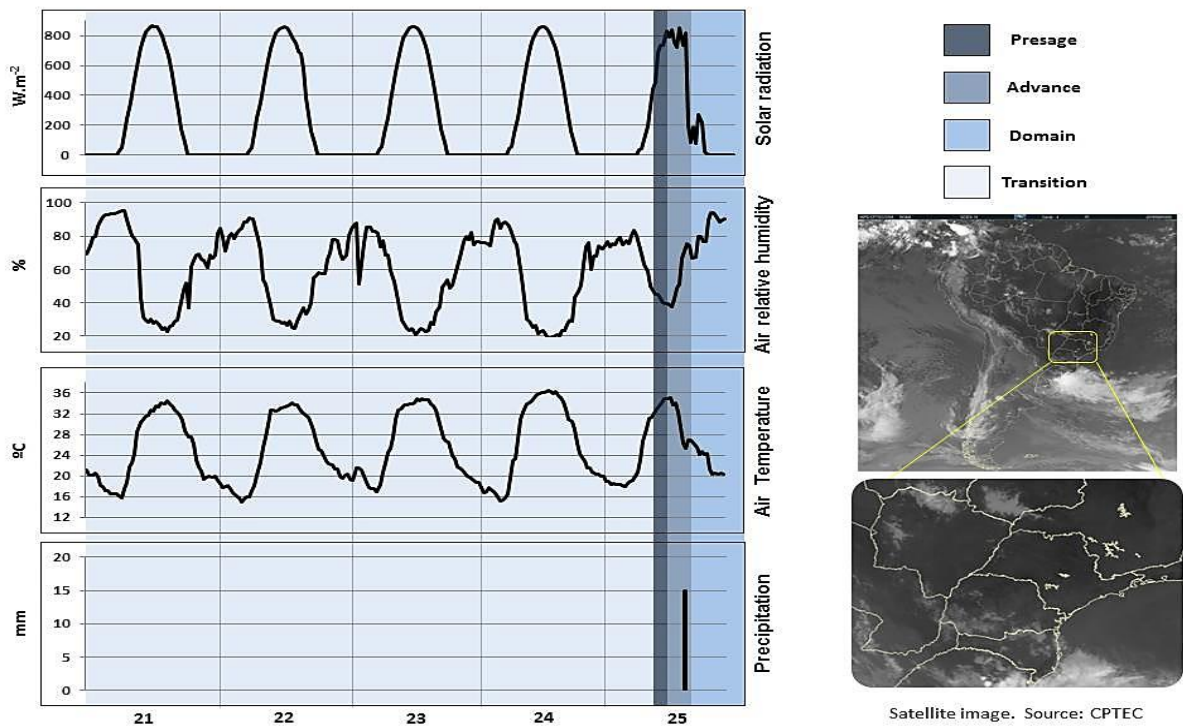 800
600
400
200
0
W.m-2
Solar radiation
100
80
60
40
20
%
Air relative humidity
36
32
28
24
20
16
12
ºC
Air Temperature
20
15
10
5
0
mm
Precipitation
21 22 23 24 25
Presage
Advance
Domain
Transition
Satellite image. Source: CPTEC